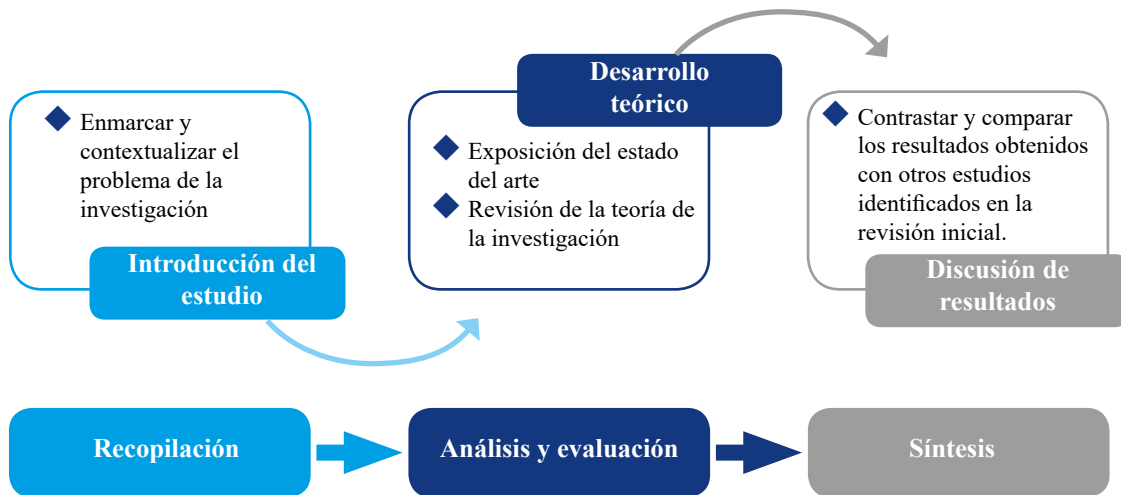 Enmarcar y
contextualizar el
problema de la
investigación
Introducción del
estudio
Desarrollo
teórico
Exposición del estado
del arte
Revisión de la teoría de
la investigación
Contrastar y comparar
los resultados obtenidos
con otros estudios
identificados en la
revisión inicial.
Discusión de
resultados
Recopilación
Análisis y evaluación
Síntesis